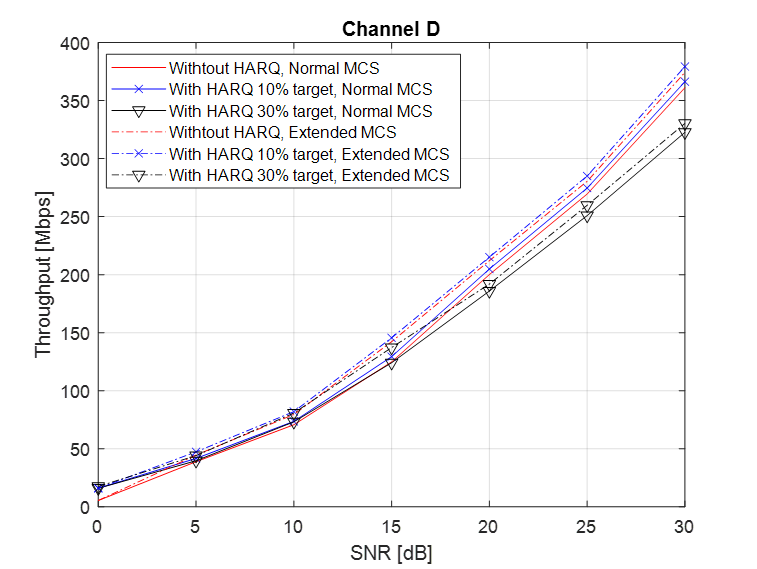 Channel D
400
350
300
250
200
150
100
50
0
Throughput [Mbps]
Withtout HARQ, Normal MCS
With HARQ 10% target, Normal MCS
With HARQ 30% target, Normal MCS
Without HARQ, Extended MCS
With HARQ 10% target, Extended MCS
With HARQ 30% target, Extended MCS
0 5 10 15 20 25 30
SNR [dB]